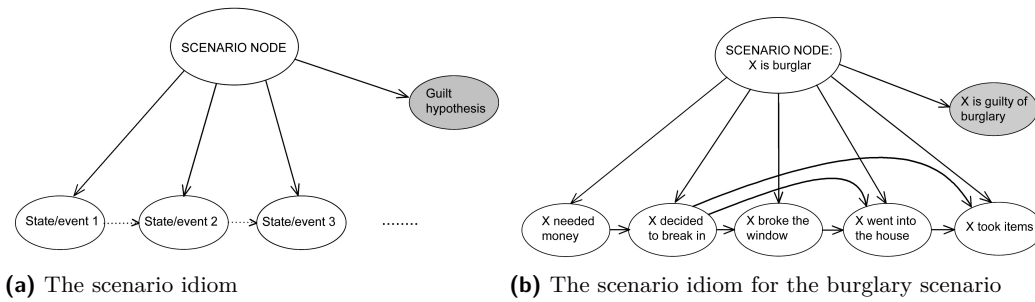 SCENARIO NODE
Guilt
hypothesis
State/event 1
State/event 2
State/event 3
........
(a) The scenario idiom
SCENARIO NODE:
X is burglar
X is guilty of
burglary
X needed
money
X decided
to break in
X broke the
window
X went into
the house
X took items
(b) The scenario idiom for the burglary scenario